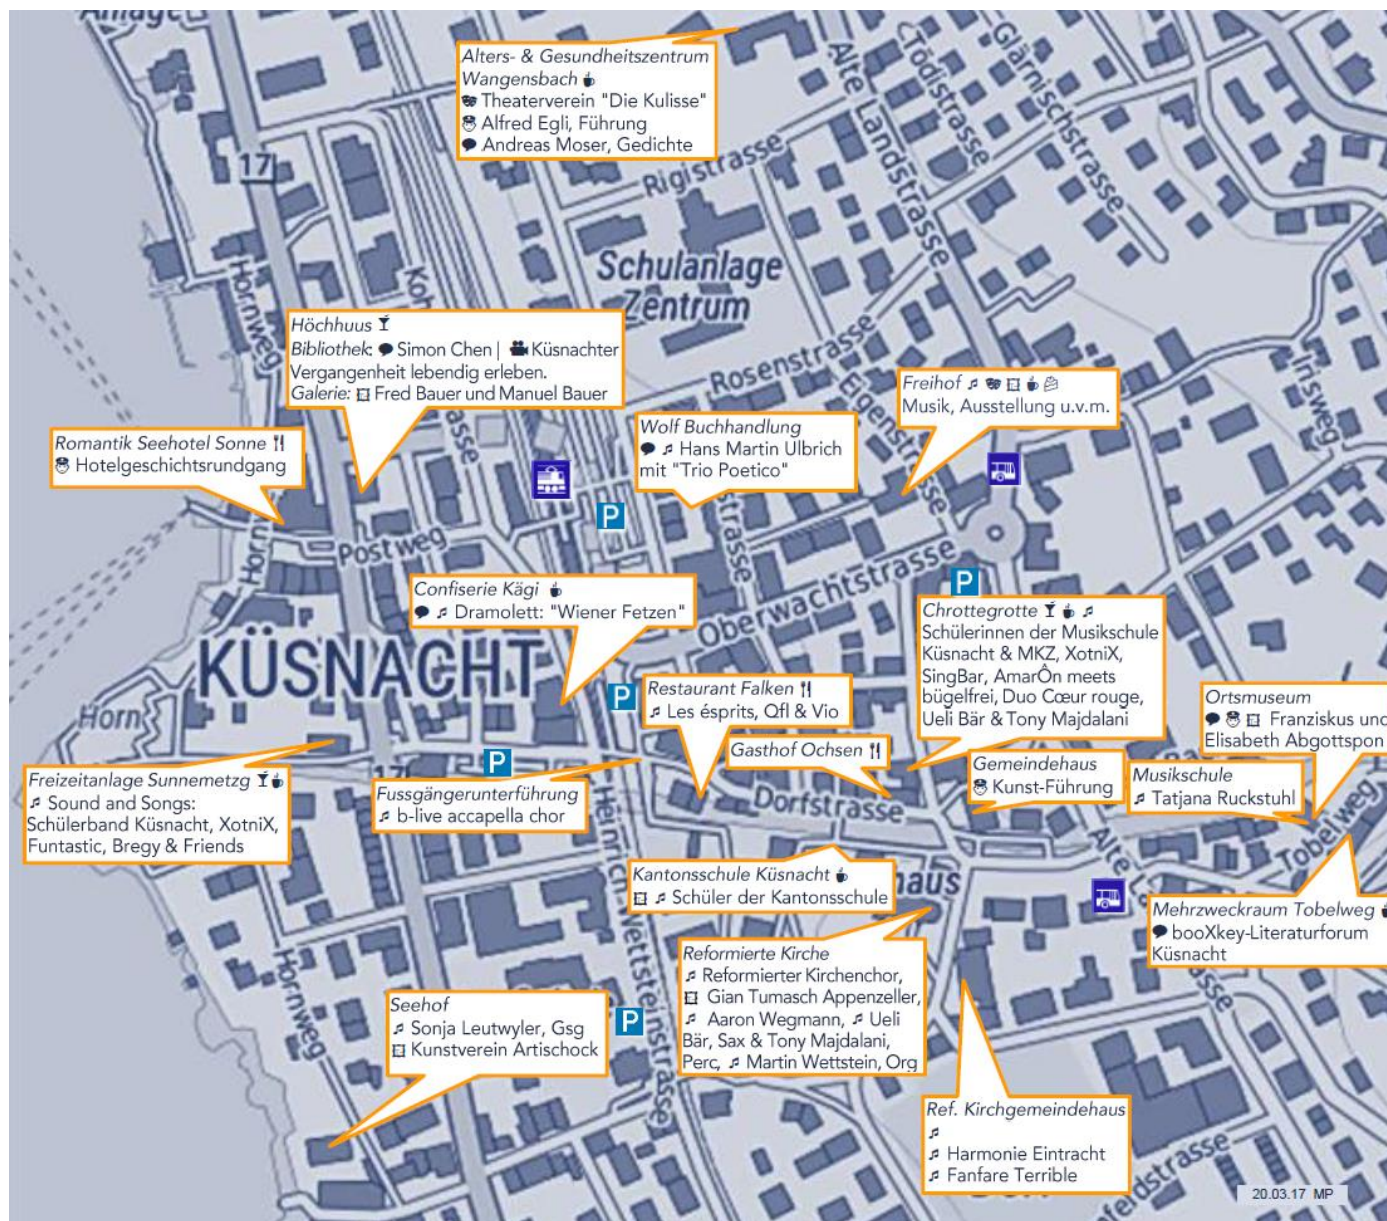 Alters- & Gesundheitszentrum
Wangensbach
Theaterverein "Die Kulisse"
Alfred Egli, Führung
Andreas Moser, Gedichte
Alte Landstrasse
Tödistrasse
Glärnischstrasse
17
Rigistrasse
Schulanlage
Zentrum
Hornweg
Höchhuus
Bibliothek: Simon Chen | Küsnachter
Vergangenheit lebendig erleben.
Galerie: Fred Bauer und Manuel Bauer
Rosenstrasse
Eigenstrasse
Irisweg
Freihof
Musik, Ausstellung u.v.m.
Romantik Seehotel Sonne
Hotelgeschichtsrundgang
Wolf Buchhandlung
Hans Martin Ulbrich
mit "Trio Poetico"
P
Postweg
Oberwachtstrasse
P
Confiserie Kägi
Dramolett: "Wiener Fetzen"
Chrottegrotte
Schülerinnen der Musikschule
Küsnacht & MKZ, XotniX,
SingBar, AmarÔn meets
bügelfrei, Duo Cœur rouge,
Ueli Bär & Tony Majdalani
KÜSNACHT
P
Restaurant Falken
Les ésprits, Qfl & Vio
Ortsmuseum
Franziskus und
Elisabeth Abgottspon
Horn
Gasthof Ochsen
P
Gemeindehaus
Kunst-Führung
Musikschule
Tatjana Ruckstuhl
Freizeitanlage Sunnemetzg
Sound and Songs:
Schülerband Küsnacht, XotniX,
Funtastic, Bregy & Friends
17
Fussgängerunterführung
b-live accapella chor
Dorfstrasse
Tobelweg
Heinrich-Wettstein-Strasse
Kantonsschule Küsnacht
Schüler der Kantonsschule
haus
Mehrzweckraum Tobelweg
booXkey-Literaturforum
Küsnacht
Reformierte Kirche
Reformierter Kirchenchor,
Gian Tumasch Appenzeller,
Aaron Wegmann, Ueli
Bär, Sax & Tony Majdalani,
Perc, Martin Wettstein, Org
Hornweg
Seehof
Sonja Leutwyler, Gsg
Kunstverein Artischock
P
Ref. Kirchgemeindehaus
Harmonie Eintracht
Fanfare Terrible
20.03.17 MP